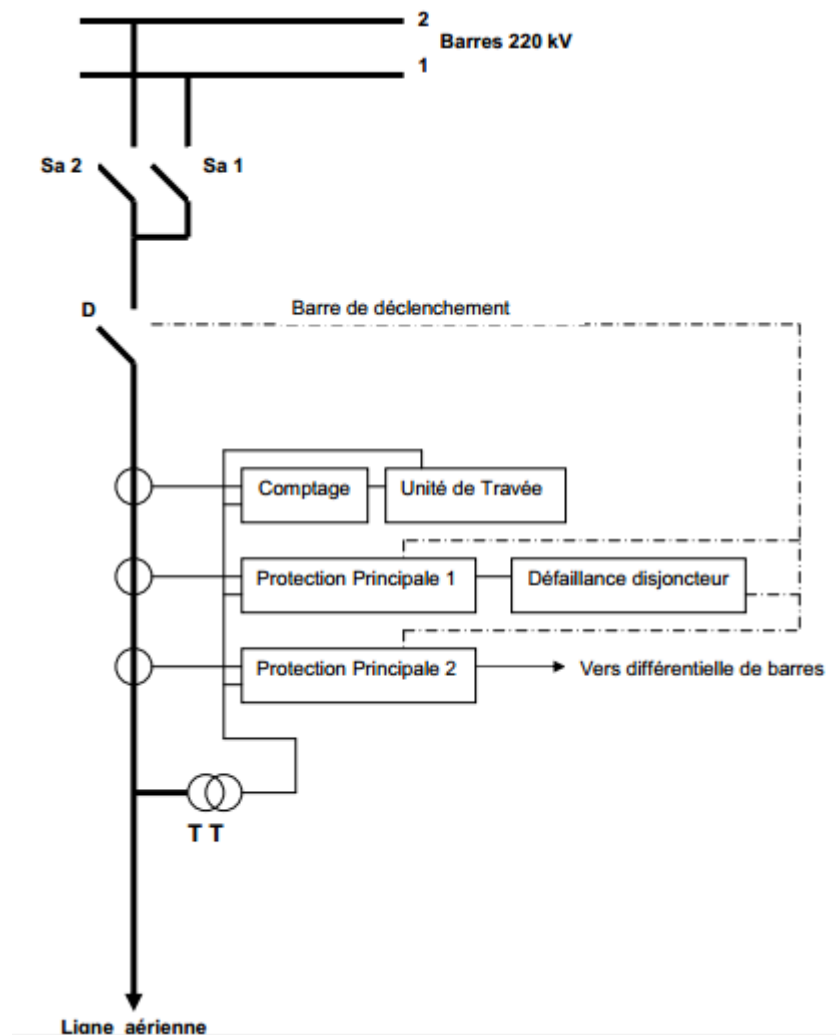 2
Barres 220 kV
1
Sa 2
Sa 1
D
Barre de déclenchement
Comptage
Unité de Travée
Protection Principale 1
Défaillance disjoncteur
Protection Principale 2
Vers différentielle de barres
T T
Ligne aérienne